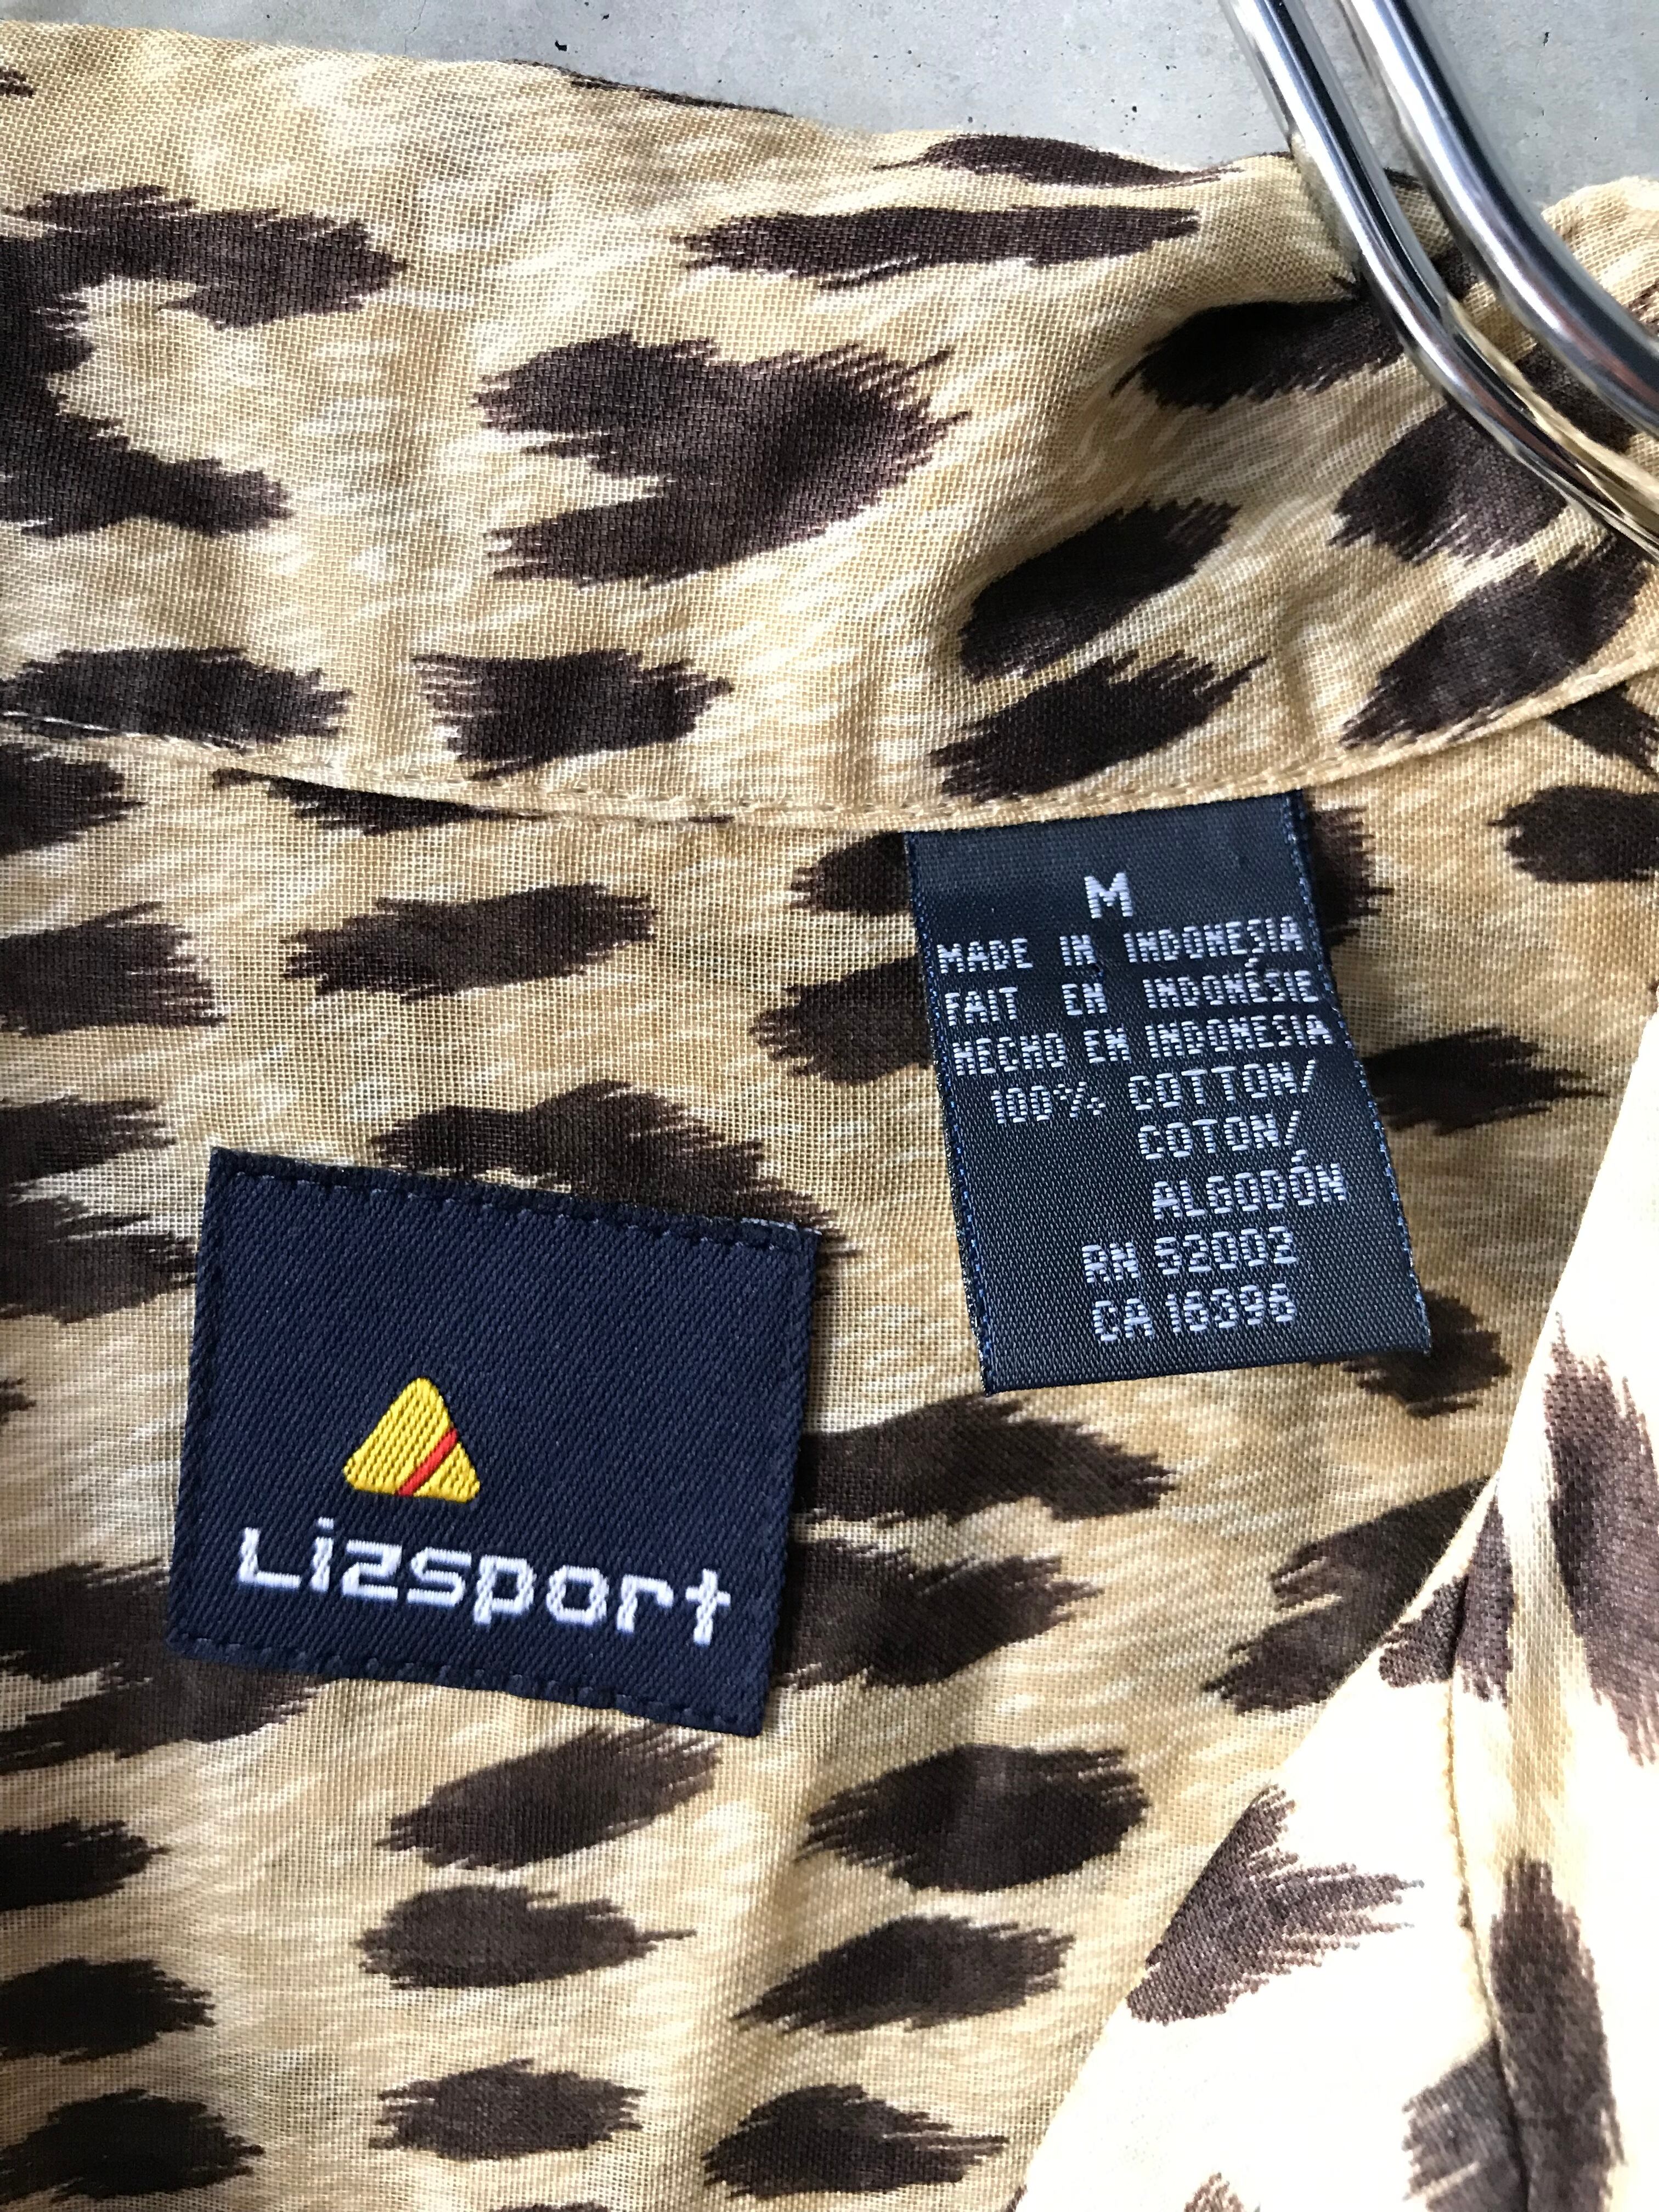 M
MADE IN INDONESIA
FAIT EN INDONÉSIE
HECHO EN INDONESIA
100% COTTON/
COTON/
ALGODÓN
RN 52002
CA 16396
Lizsport